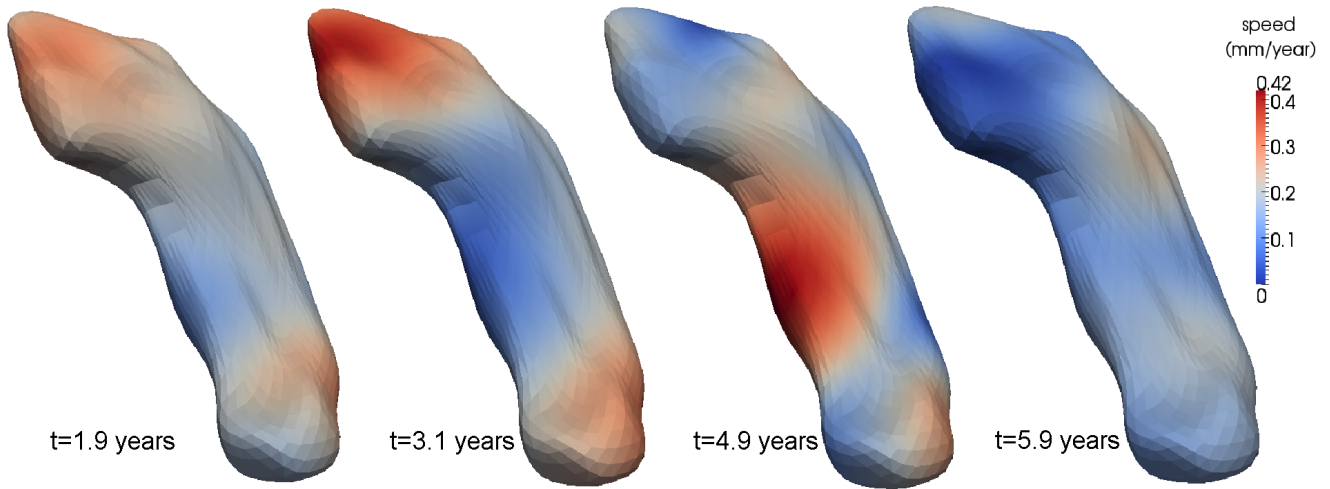 speed
(mm/year)
0.42
0.4
0.3
0.2
0.1
0
t=1.9 years
t=3.1 years
t=4.9 years
t=5.9 years